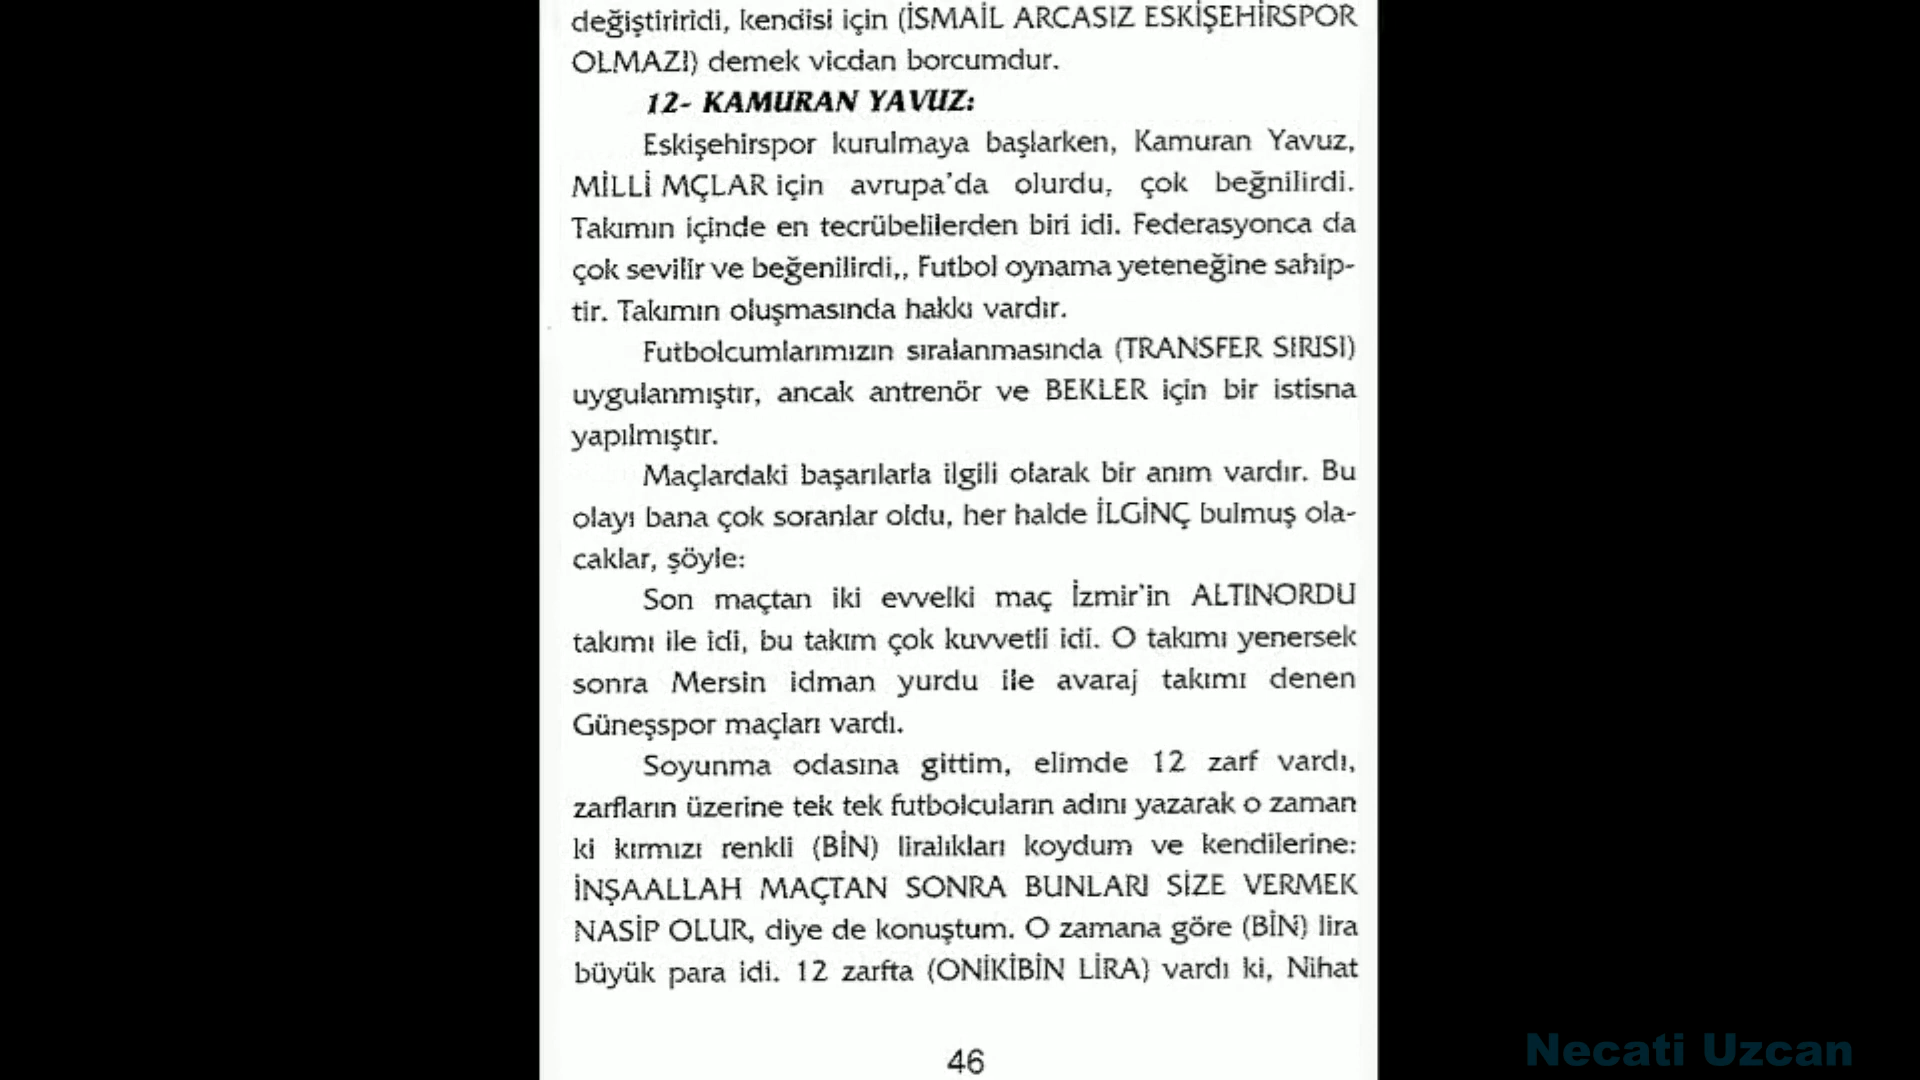 değiştiriridi, kendisi için (İSMAİL ARCASIZ ESKİŞEHİRSPOR
OLMAZ!) demek vicdan borcumdur.
12- KAMURAN YAVUZ:
Eskişehirspor kurulmaya başlarken, Kamuran Yavuz,
MİLLİ MÇLAR için avrupa'da olurdu, çok beğnilirdi.
Takımın içinde en tecrübelilerden biri idi. Federasyonca da
çok sevilir ve beğenilirdi,, Futbol oynama yeteneğine sahip-
tir. Takımın oluşmasında hakkı vardır.
Futbolcumlarımızın sıralanmasında (TRANSFER SIRISI)
uygulanmıştır, ancak antrenör ve BEKLER için bir istisna
yapılmıştır.
Maçlardaki başarılarla ilgili olarak bir anım vardır. Bu
olayı bana çok soranlar oldu, her halde İLGİNÇ bulmuş ola-
caklar, şöyle:
Son maçtan iki evvelki maç İzmir'in ALTINORDU
takımı ile idi, bu takım çok kuvvetli idi. O takımı yenersek
sonra Mersin idman yurdu ile avaraj takımı denen
Güneşspor maçları vardı.
Soyunma odasına gittim, elimde 12 zarf vardı,
zarfların üzerine tek tek futbolcuların adını yazarak o zaman
ki kırmızı renkli (BİN) liralıkları koydum ve kendilerine:
İNŞAALLAH MAÇTAN SONRA BUNLARI SİZE VERMEK
NASİP OLUR, diye de konuştum. O zamana göre (BİN) lira
büyük para idi. 12 zarfta (ONİKİBİN LİRA) vardı ki, Nihat
46
Necati Uzcan